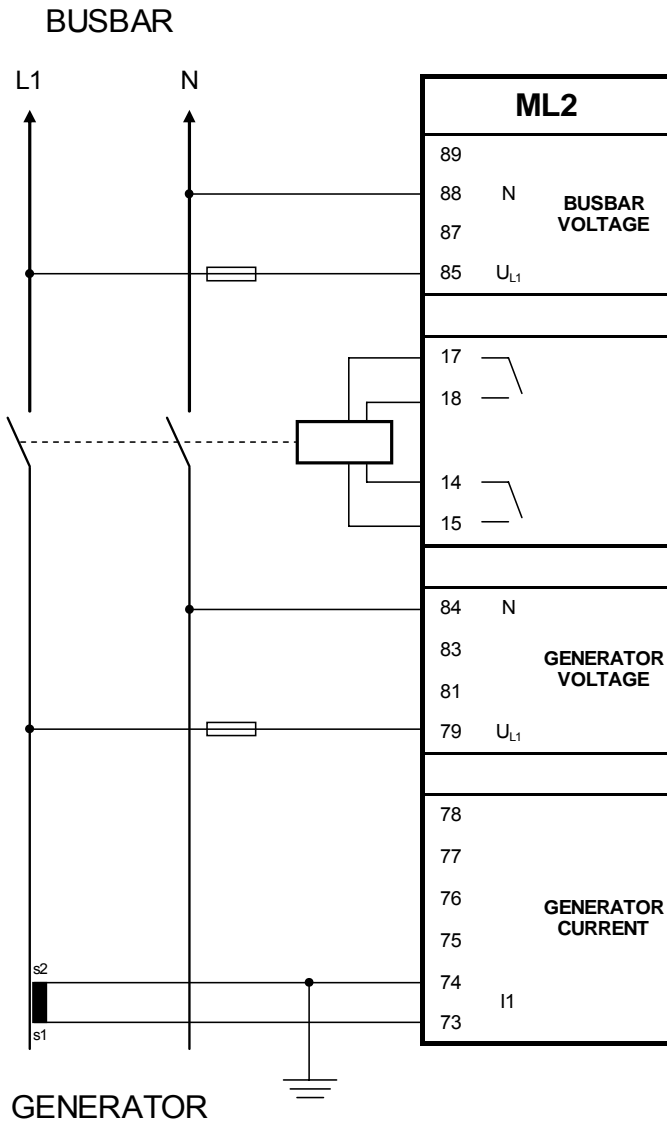 BUSBAR
L1 N
ML2
89
88 N
BUSBAR
VOLTAGE
87
85 UL1
17
18
14
15
84 N
83
GENERATOR
VOLTAGE
81
79 UL1
78
77
76
GENERATOR
CURRENT
75
s2
74
I1
73
s1
GENERATOR